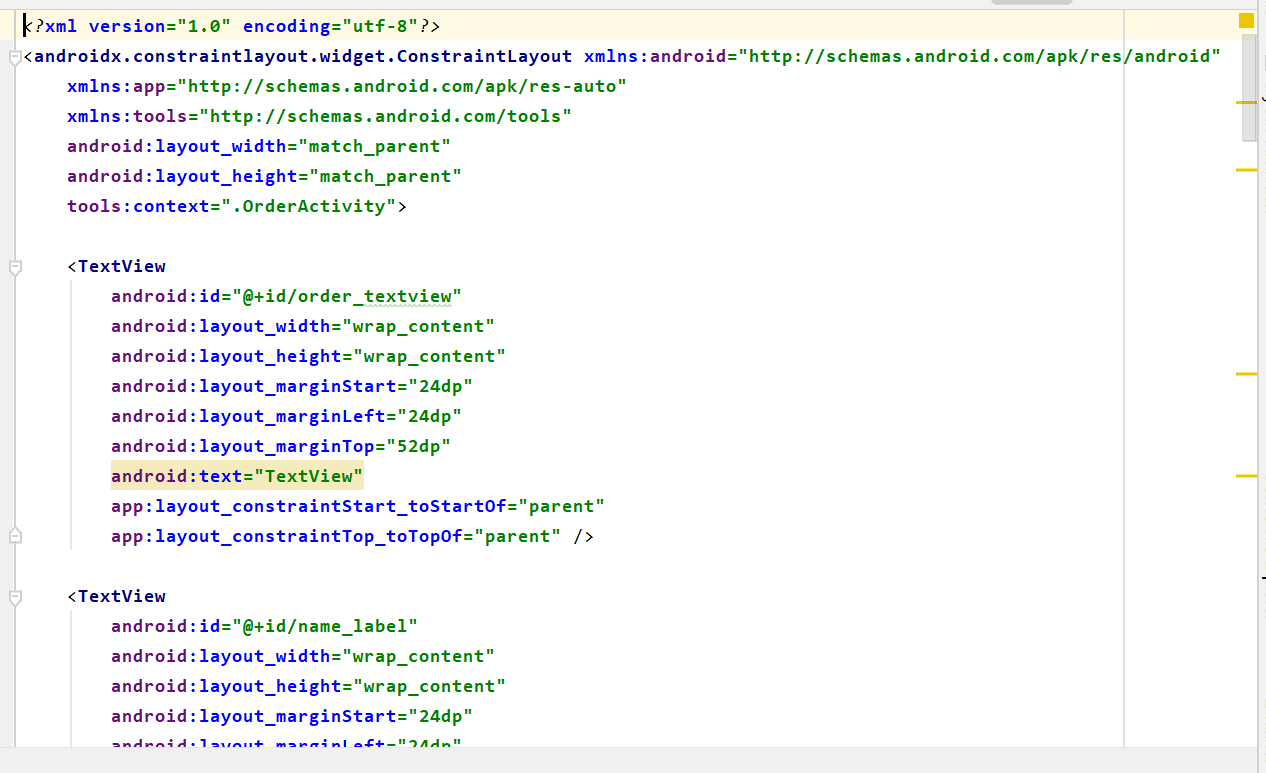 <?xml version="1.0" encoding="utf-8"?>
<androidx.constraintlayout.widget.ConstraintLayout xmlns:android="http://schemas.android.com/apk/res/android"
    xmlns:app="http://schemas.android.com/apk/res-auto"
    xmlns:tools="http://schemas.android.com/tools"
    android:layout_width="match_parent"
    android:layout_height="match_parent"
    tools:context=".OrderActivity">

    <TextView
        android:id="@+id/order_textview"
        android:layout_width="wrap_content"
        android:layout_height="wrap_content"
        android:layout_marginStart="24dp"
        android:layout_marginLeft="24dp"
        android:layout_marginTop="52dp"
        android:text="TextView"
        app:layout_constraintStart_toStartOf="parent"
        app:layout_constraintTop_toTopOf="parent" />

    <TextView
        android:id="@+id/name_label"
        android:layout_width="wrap_content"
        android:layout_height="wrap_content"
        android:layout_marginStart="24dp"
        android:layout_marginLeft="24dp"